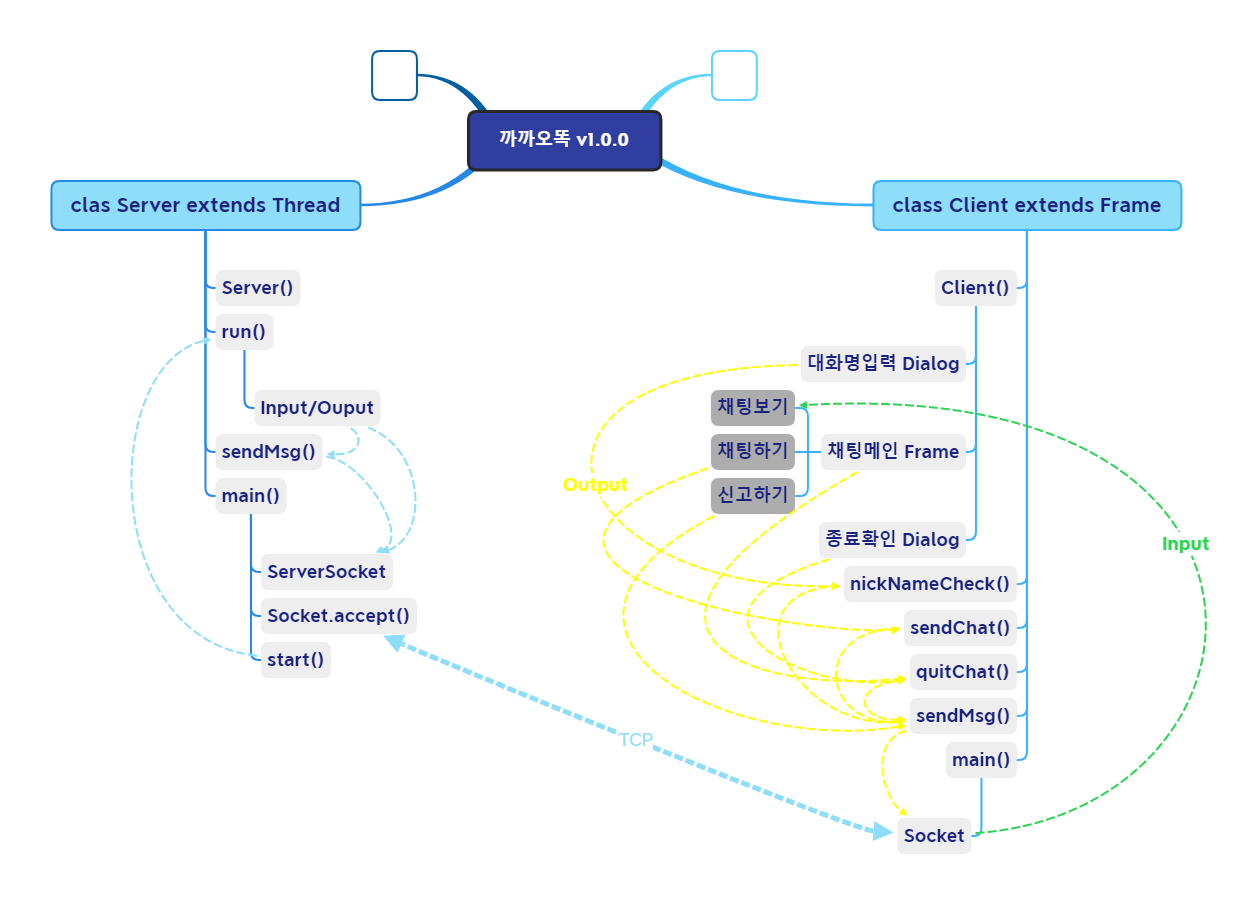 까까오똑 v1.0.0
clas Server extends Thread
Server()
run()
Input/Ouput
sendMsg()
main()
ServerSocket
Socket.accept()
start()
class Client extends Frame
Client()
대화명입력 Dialog
채팅보기
채팅하기
채팅메인 Frame
신고하기
종료확인 Dialog
nickNameCheck()
sendChat()
quitChat()
sendMsg()
main()
Socket
Output
Input
TCP